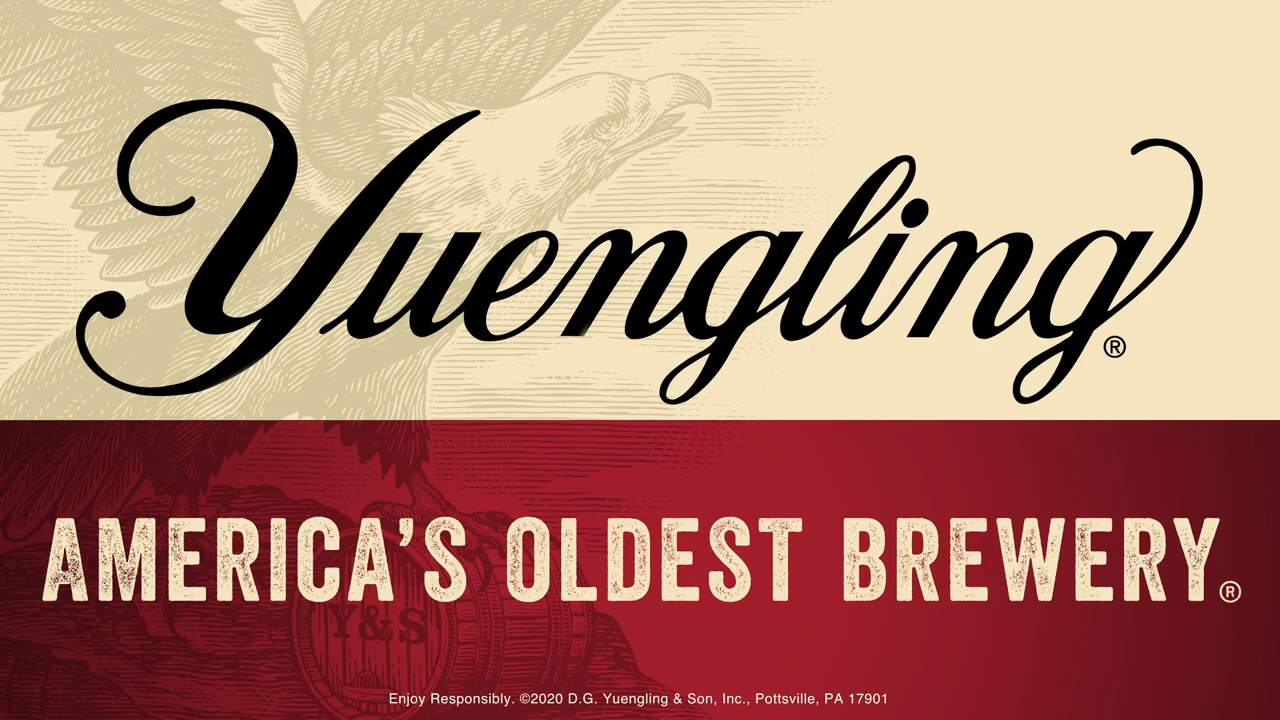 Yuengling®
AMERICA'S OLDEST BREWERY®
Y&S
Enjoy Responsibly. ©2020 D.G. Yuengling & Son, Inc., Pottsville, PA 17901